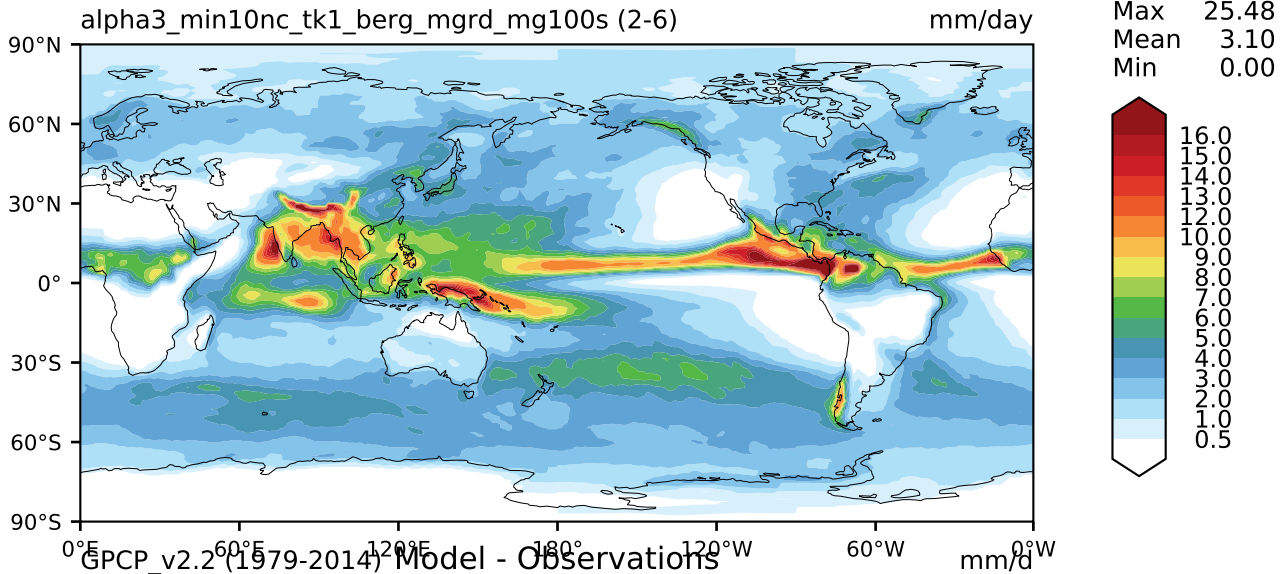 alpha3_min10nc_tk1_berg_mgrd_mg100s (2-6) mm/day
Max 25.48
Mean 3.10
Min 0.00
90°N
60°N
30°N
0°
30°S
60°S
90°S
0°E 60°E 120°E 180° 120°W 60°W 0°W
GPCP_v2.2 (1979-2014) Model - Observations mm/d
16.0
15.0
14.0
13.0
12.0
10.0
9.0
8.0
7.0
6.0
5.0
4.0
3.0
2.0
1.0
0.5